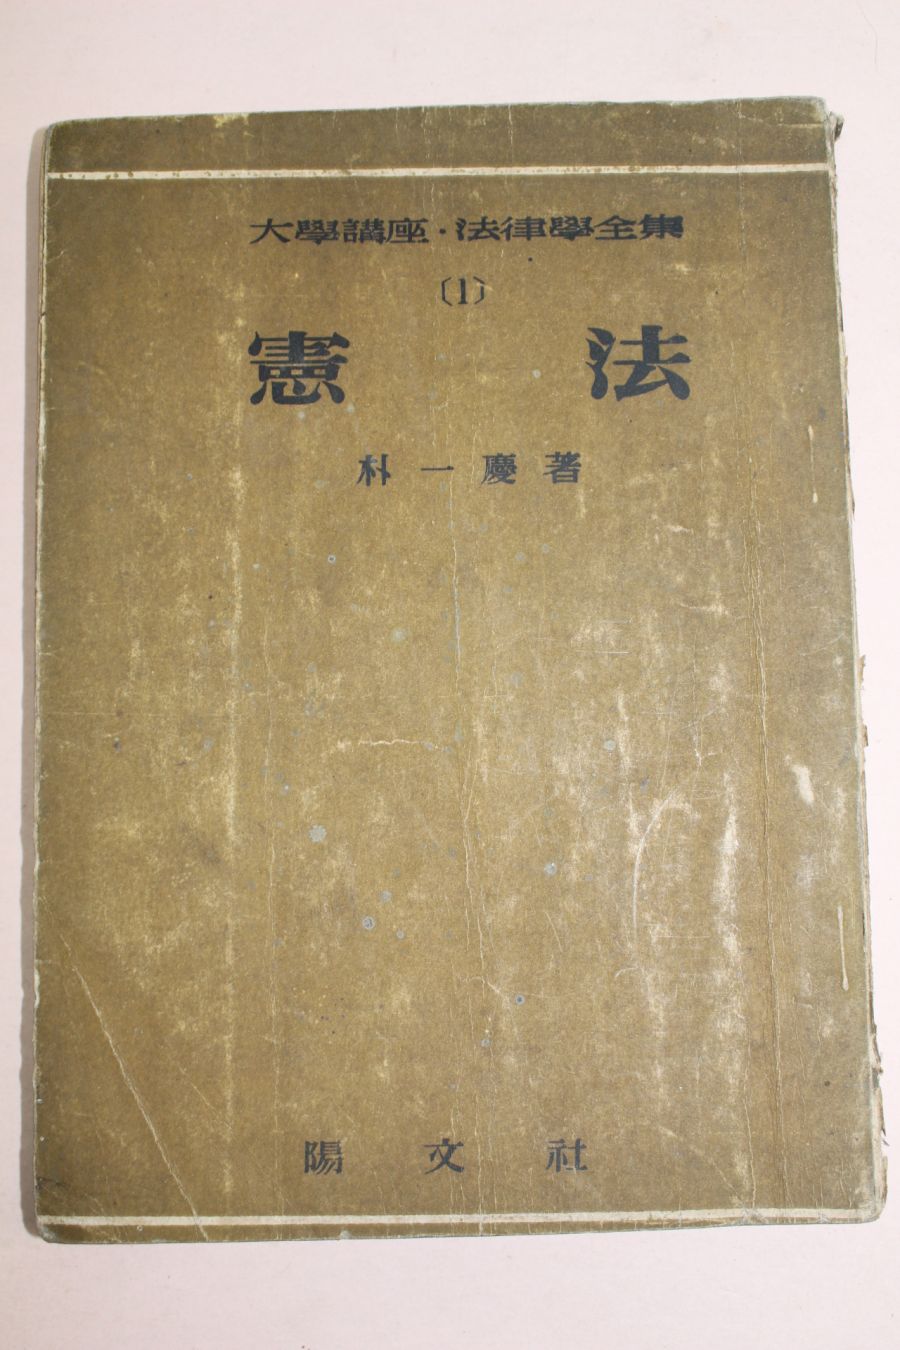 大學講座·法律學全集
〔1〕
憲法
朴一慶著
陽文社